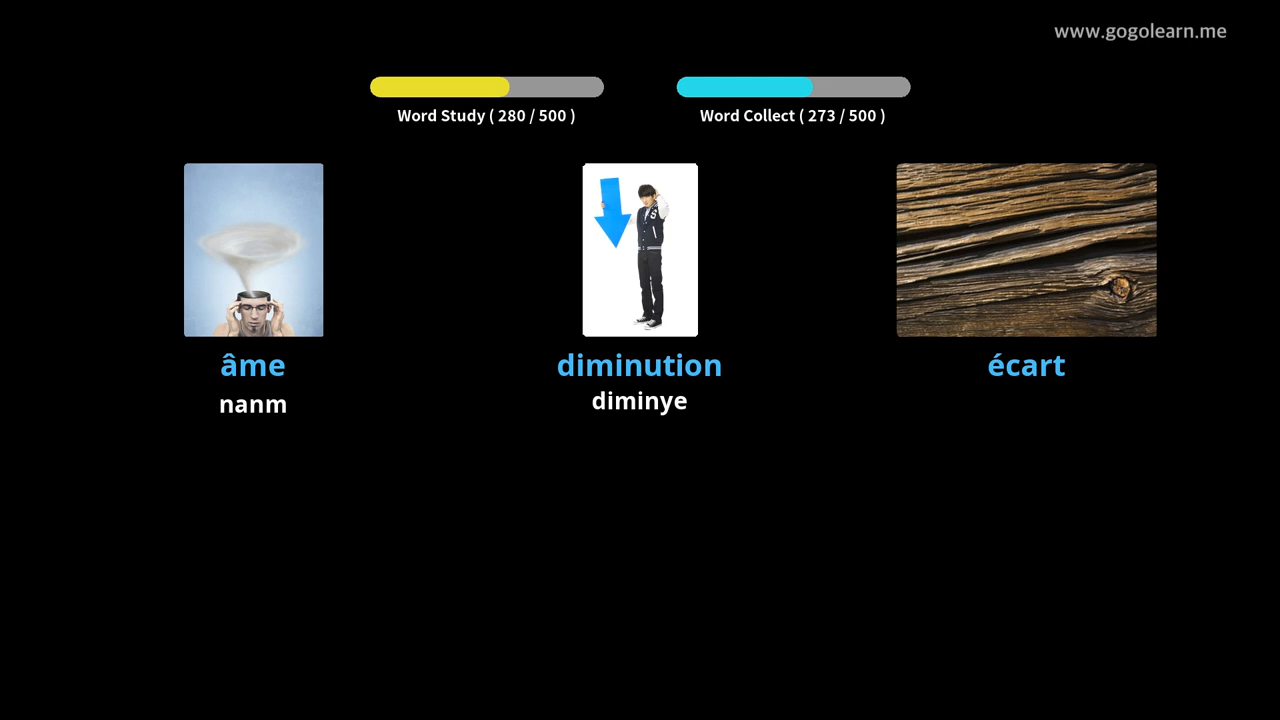 www.gogolearn.me
Word Study ( 280 / 500 )
Word Collect ( 273 / 500 )
âme
nanm
diminution
diminye
écart